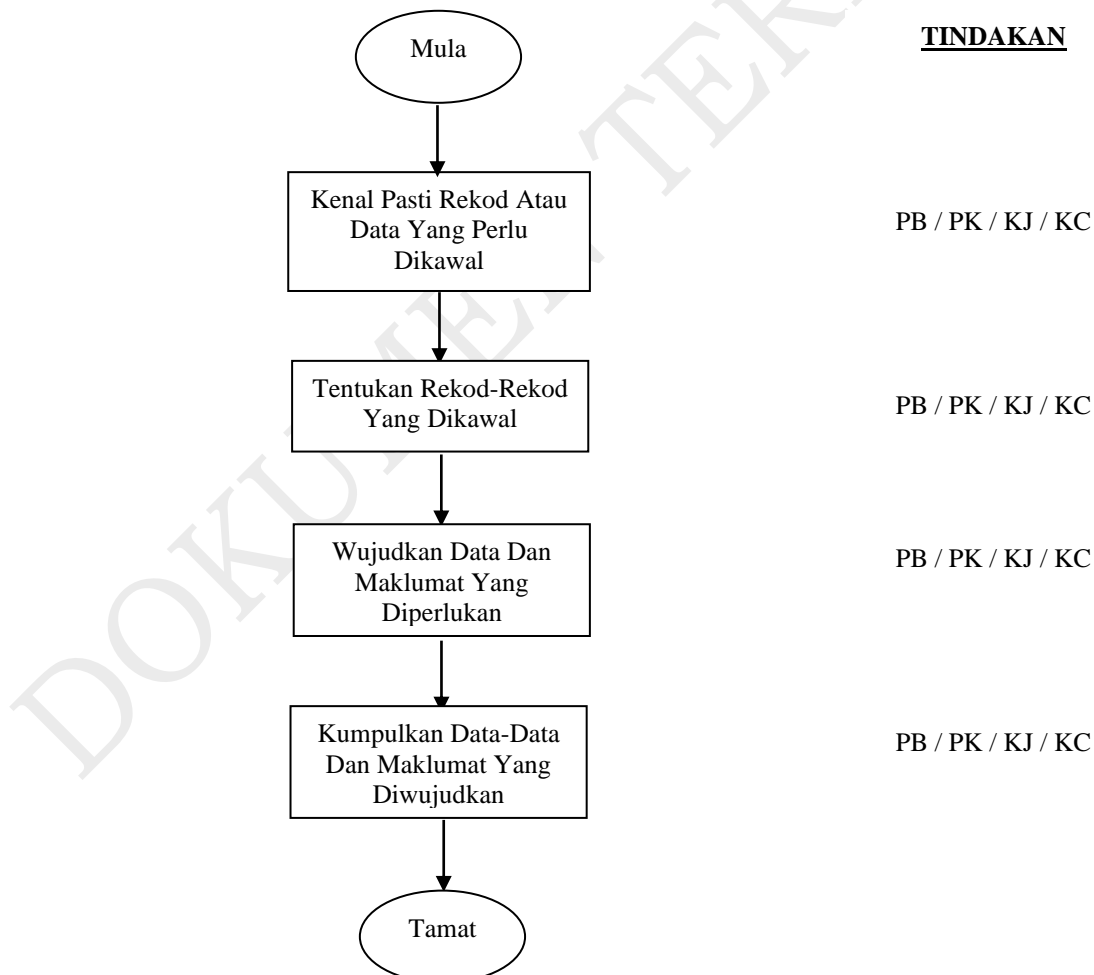 Mula
TINDAKAN
Kenal Pasti Rekod Atau
Data Yang Perlu
Dikawal
PB / PK / KJ / KC
Tentukan Rekod-Rekod
Yang Dikawal
PB / PK / KJ / KC
Wujudkan Data Dan
Maklumat Yang
Diperlukan
PB / PK / KJ / KC
Kumpulkan Data-Data
Dan Maklumat Yang
Diwujudkan
PB / PK / KJ / KC
Tamat